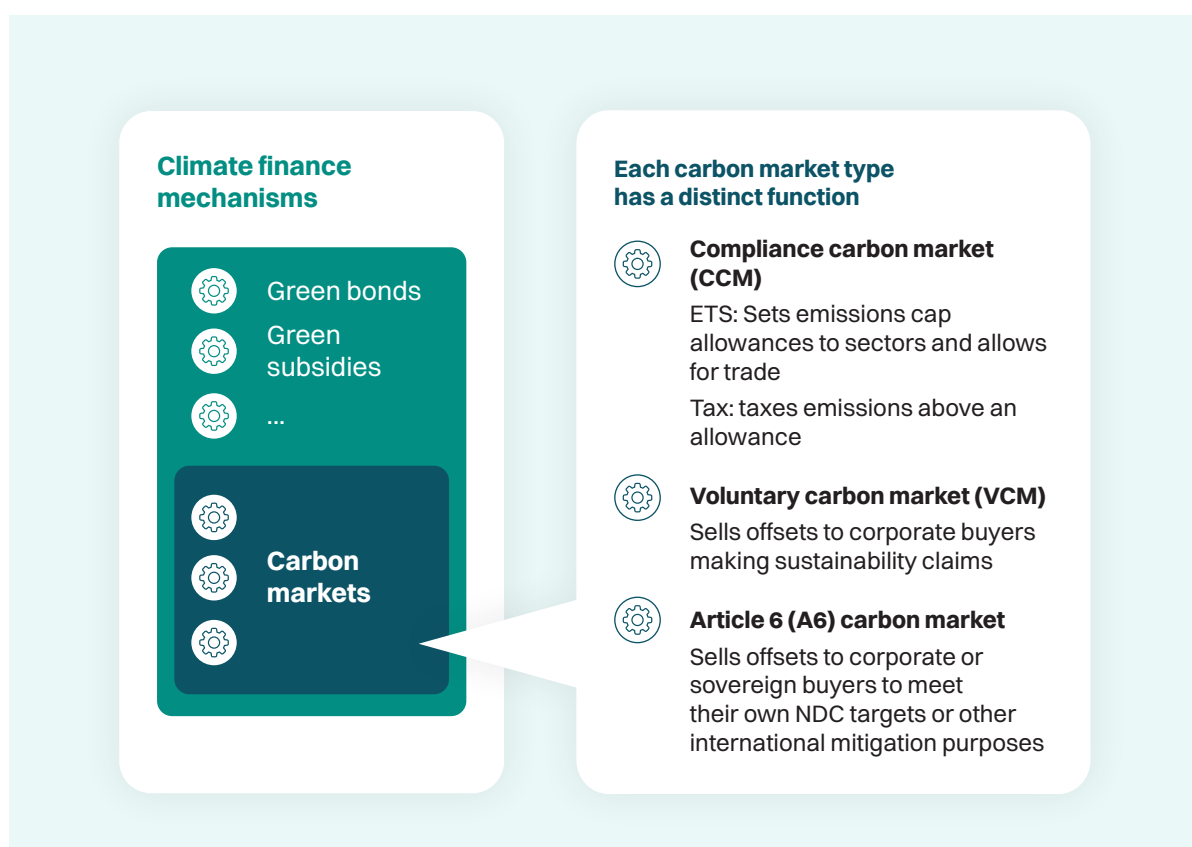 Climate finance
mechanisms
Green bonds
Green
subsidies
...
Carbon
markets
Each carbon market type
has a distinct function
Compliance carbon market
(CCM)
ETS: Sets emissions cap
allowances to sectors and allows
for trade
Tax: taxes emissions above an
allowance
Voluntary carbon market (VCM)
Sells offsets to corporate buyers
making sustainability claims
Article 6 (A6) carbon market
Sells offsets to corporate or
sovereign buyers to meet
their own NDC targets or other
international mitigation purposes